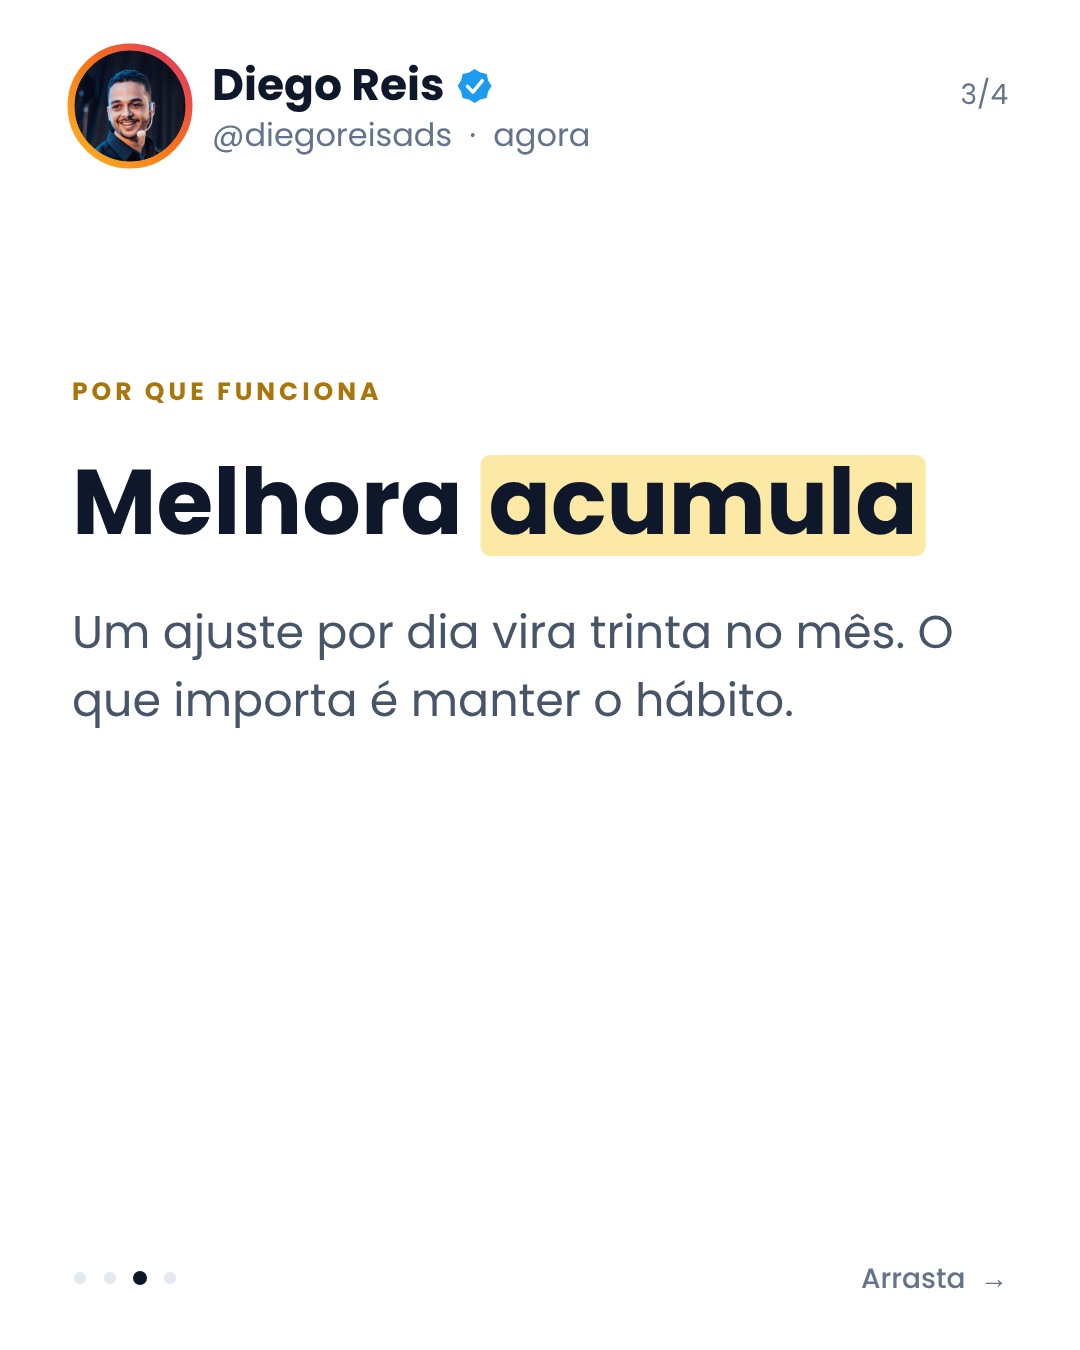 Diego Reis
@diegoreisads · agora
3/4
POR QUE FUNCIONA
Melhora acumula
Um ajuste por dia vira trinta no mês. O
que importa é manter o hábito.
Arrasta →